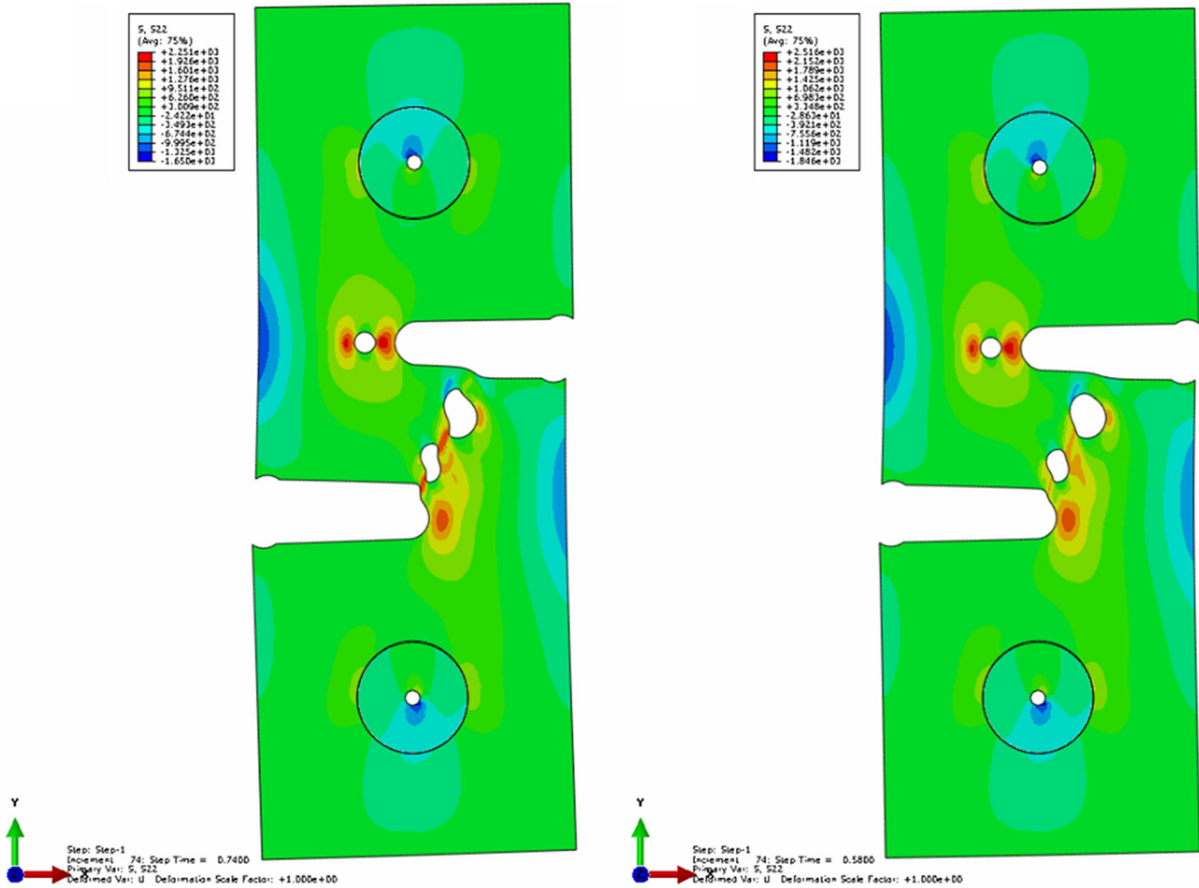 S, S22
(Avg: 75%)
+2.251e+03
+1.926e+03
+1.601e+03
+1.276e+03
+9.511e+02
+6.260e+02
+3.009e+02
-2.422e+01
-3.493e+02
-6.744e+02
-9.995e+02
-1.325e+03
-1.650e+03
S, S22
(Avg: 75%)
+2.516e+03
+2.152e+03
+1.789e+03
+1.425e+03
+1.062e+03
+6.983e+02
+3.348e+02
-2.863e+01
-3.921e+02
-7.556e+02
-1.119e+03
-1.482e+03
-1.846e+03
Y
Z
X
Step: Step-1
Increment 74: Step Time = 0.7400
Primary Var: S, S22
Deformed Var: U Deformation Scale Factor: +1.000e+00
Y
Z
X
Step: Step-1
Increment 74: Step Time = 0.5800
Primary Var: S, S22
Deformed Var: U Deformation Scale Factor: +1.000e+00